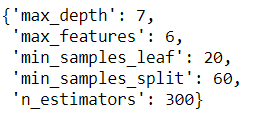 {'max_depth': 7,
'max_features': 6,
'min_samples_leaf': 20,
'min_samples_split': 60,
'n_estimators': 300}